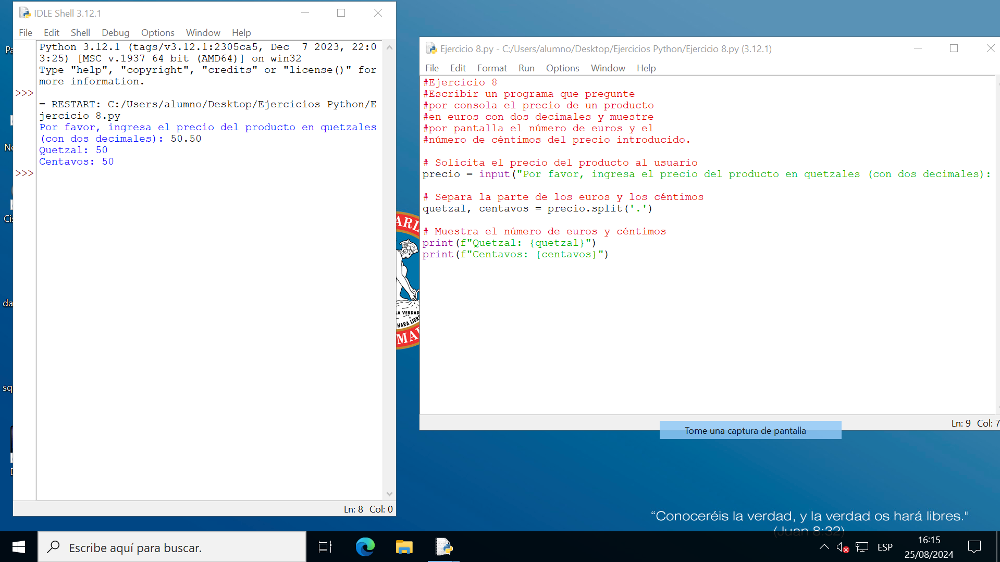 IDLE Shell 3.12.1
File Edit Shell Debug Options Window Help
Python 3.12.1 (tags/v3.12.1:2305ca5, Dec  7 2023, 22:0
3:25) [MSC v.1937 64 bit (AMD64)] on win32
Type "help", "copyright", "credits" or "license()" for
more information.
>>>
= RESTART: C:/Users/alumno/Desktop/Ejercicios Python/E
jercicio 8.py
Por favor, ingresa el precio del producto en quetzales
(con dos decimales): 50.50
Quetzal: 50
Centavos: 50
>>>
Ln: 8 Col: 0
Ejercicio 8.py - C:/Users/alumno/Desktop/Ejercicios Python/Ejercicio 8.py (3.12.1)
File Edit Format Run Options Window Help
#Ejercicio 8
#Escribir un programa que pregunte
#por consola el precio de un producto
#en euros con dos decimales y muestre
#por pantalla el número de euros y el
#número de céntimos del precio introducido.
# Solicita el precio del producto al usuario
precio = input("Por favor, ingresa el precio del producto en quetzales (con dos decimales):
# Separa la parte de los euros y los céntimos
quetzal, centavos = precio.split('.')
# Muestra el número de euros y céntimos
print(f"Quetzal: {quetzal}")
print(f"Centavos: {centavos}")
Ln: 9 Col: 7
Tome una captura de pantalla
LA VERDAD
HARA LIBR
“Conoceréis la verdad, y la verdad os hará libres."
(Juan 8:32)
Escribe aquí para buscar.
ESP
16:15
25/08/2024